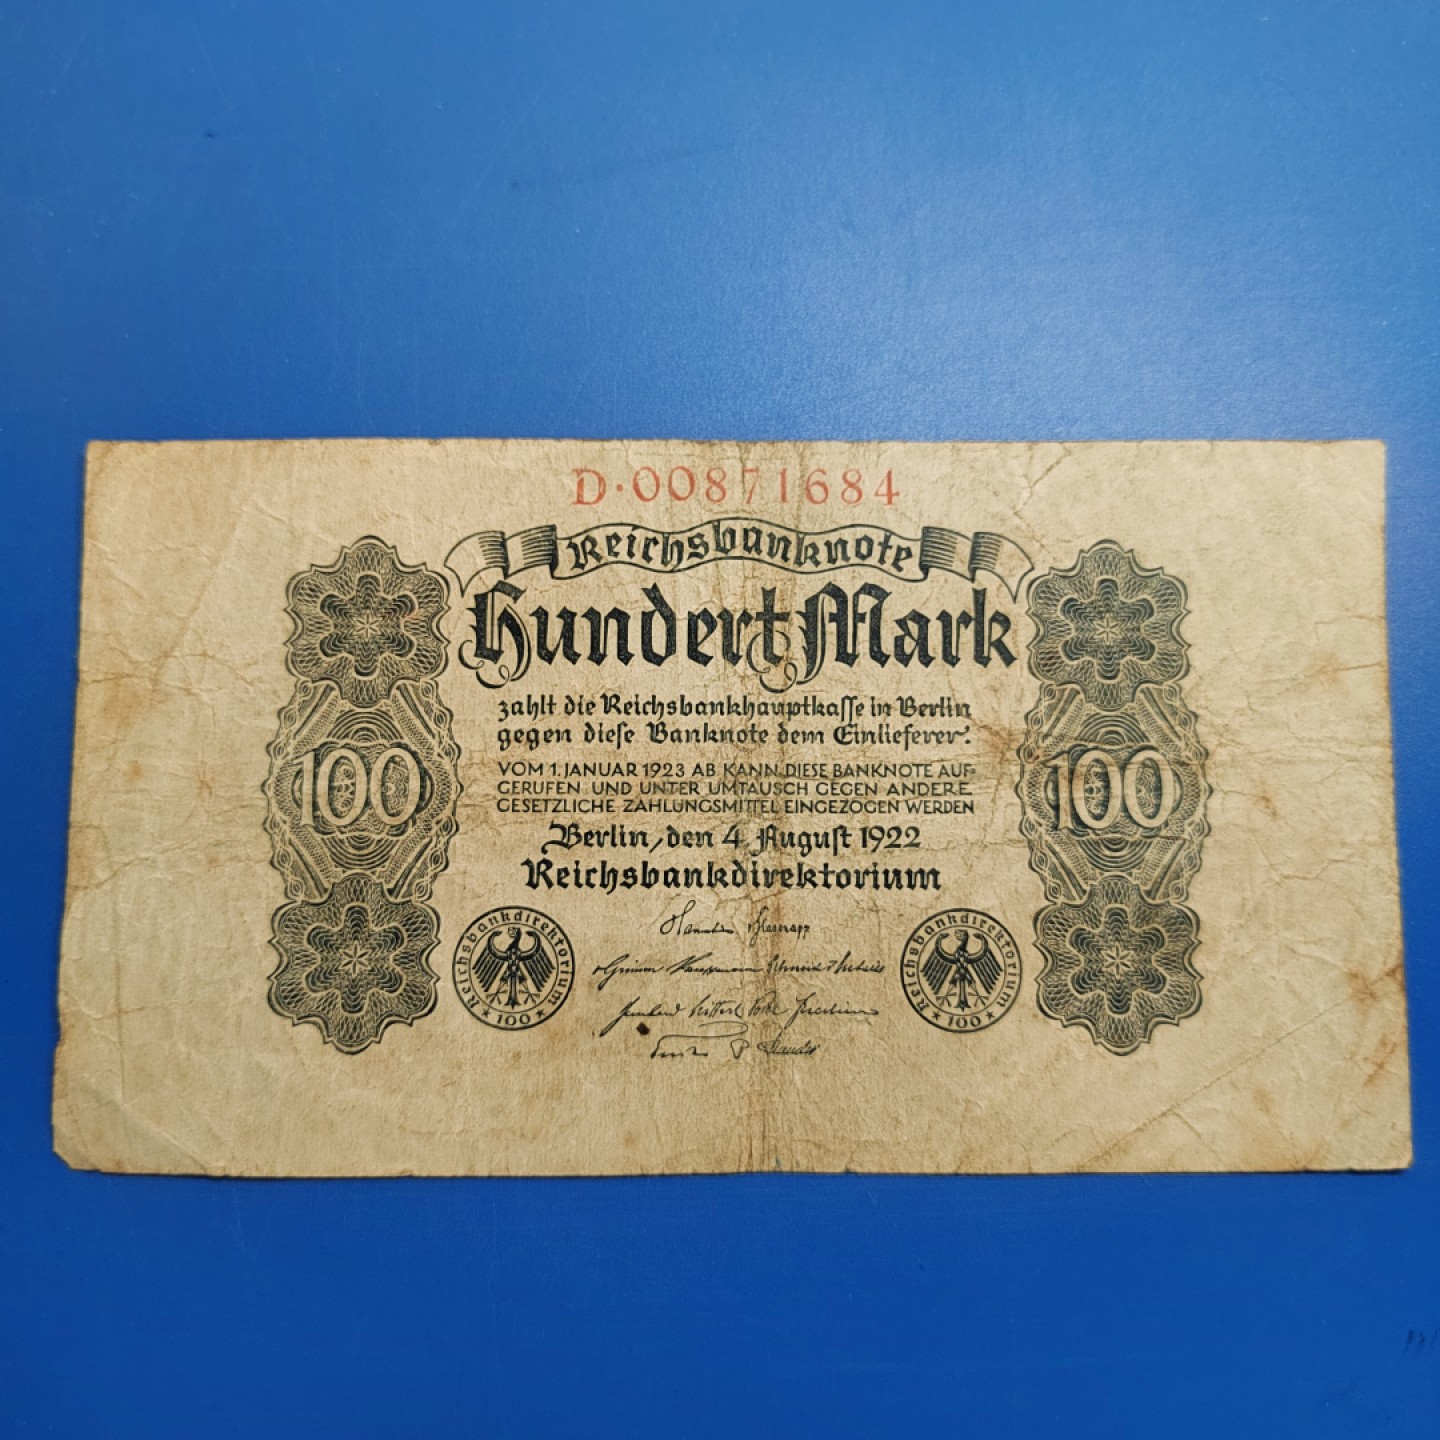 D·00871684
Reichsbanknote
Hundert Mark
zahlt die Reichsbankhauptkasse in Berlin
gegen diese Banknote dem Einlieferer.
VOM 1. JANUAR 1923 AB KANN DIESE BANKNOTE AUF-
GERUFEN UND UNTER UMTAUSCH GEGEN ANDERE
GESETZLICHE ZAHLUNGSMITTEL EINGEZOGEN WERDEN
Berlin, den 4. August 1922
Reichsbankdirektorium
100
100
Reichsbankdirektorium
★ 100 ★
Reichsbankdirektorium
★ 100 ★